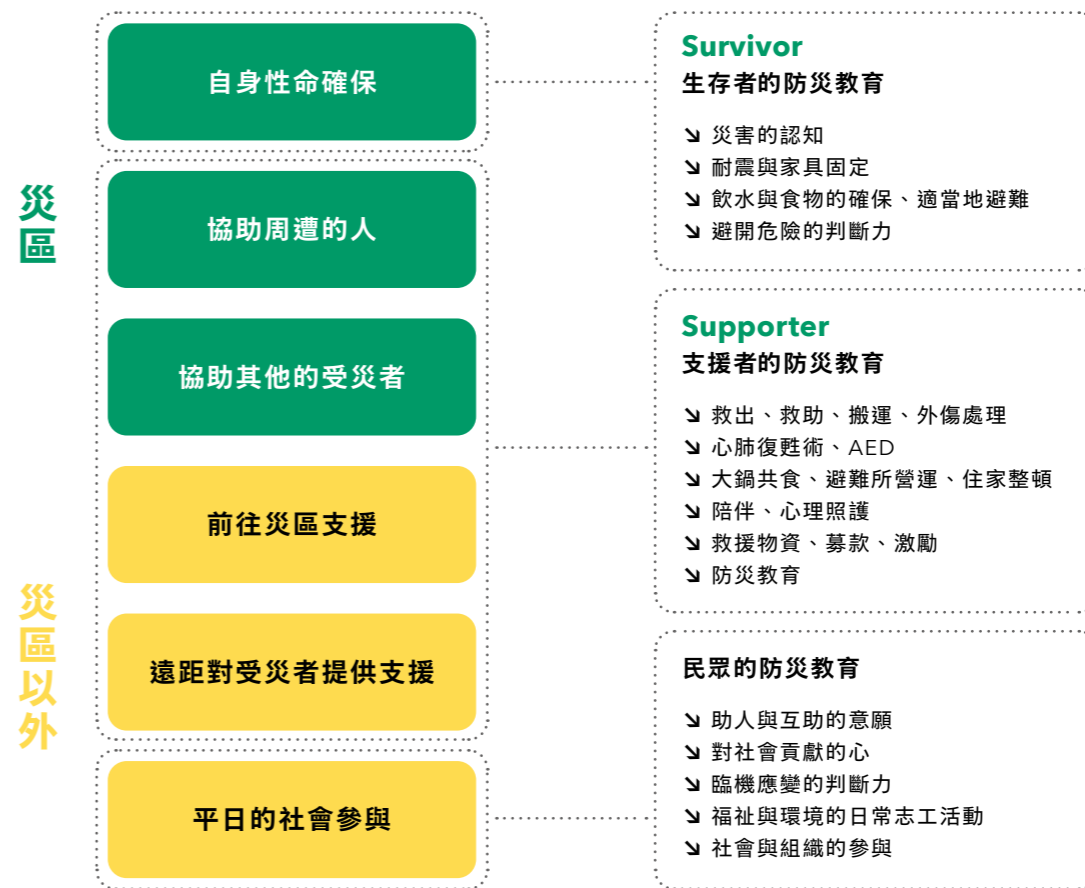 災區
自身性命確保
協助周遭的人
協助其他的受災者
災區以外
前往災區支援
遠距對受災者提供支援
平日的社會參與
Survivor
生存者的防災教育
↘ 災害的認知
↘ 耐震與家具固定
↘ 飲水與食物的確保、適當地避難
↘ 避開危險的判斷力
Supporter
支援者的防災教育
↘ 救出、救助、搬運、外傷處理
↘ 心肺復甦術、AED
↘ 大鍋共食、避難所營運、住家整頓
↘ 陪伴、心理照護
↘ 救援物資、募款、激勵
↘ 防災教育
民眾的防災教育
↘ 助人與互助的意願
↘ 對社會貢獻的心
↘ 臨機應變的判斷力
↘ 福祉與環境的日常志工活動
↘ 社會與組織的參與